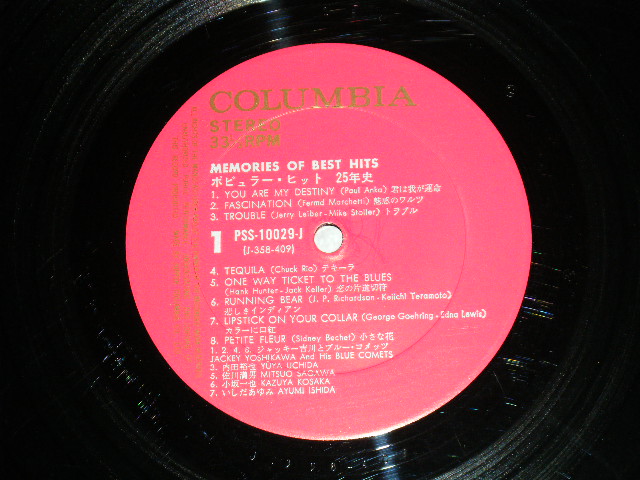 COLUMBIA
STEREO
33⅓RPM
MEMORIES OF BEST HITS
ポピュラー・ヒット 25年史
1. YOU ARE MY DESTINY (Paul Anka) 君は我が運命
2. FASCINATION (Fermd Marchetti) 魅惑のワルツ
3. TROUBLE (Jerry Leiber-Mike Stoller) トラブル
1 PSS-10029-J
(J-358-409)
4. TEQUILA (Chuck Rio) テキーラ
5. ONE WAY TICKET TO THE BLUES
(Hank Hunter-Jack Keller) 恋の片道切符
6. RUNNING BEAR (J. P. Richardson-Keiichi Teramoto)
悲しきインディアン
7. LIPSTICK ON YOUR COLLAR (George Goehring-Edna Lewis)
カラーに口紅
8. PETITE FLEUR (Sidney Bechet) 小さな花
1. 2. 4. 8. ジャッキー吉川とブルー・コメッツ
JACKEY YOSHIKAWA And His BLUE COMETS
3. 内田裕也 YUYA UCHIDA
5. 佐川満男 MITSUO SAGAWA
6. 小坂一也 KAZUYA KOSAKA
7. いしだあゆみ AYUMI ISHIDA